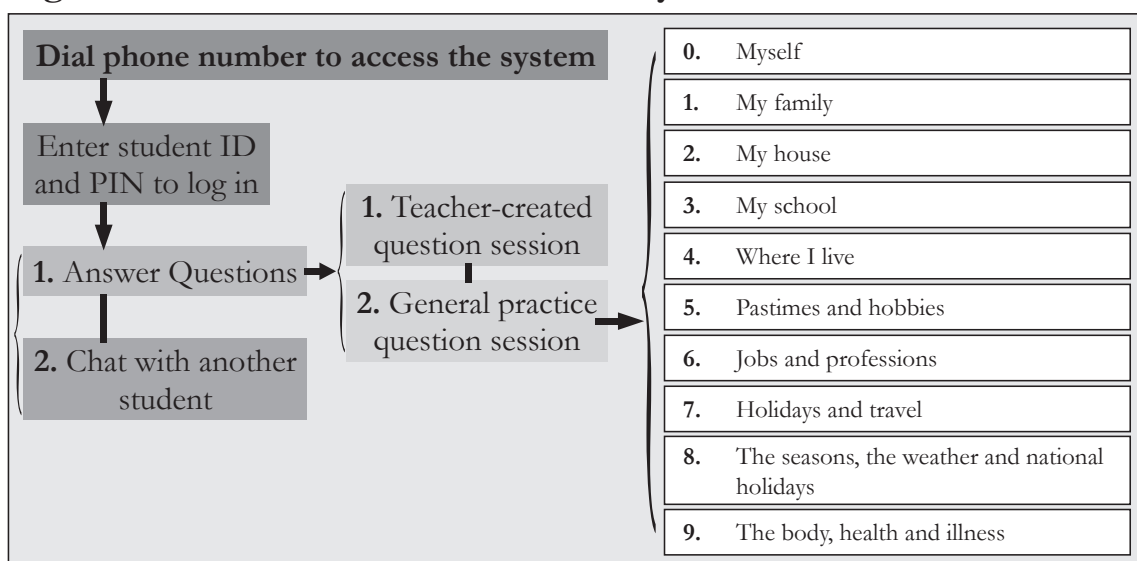 Dial phone number to access the system
Enter student ID
and PIN to log in
1. Answer Questions
2. Chat with another
student
1. Teacher-created
question session
2. General practice
question session
0. Myself
1. My family
2. My house
3. My school
4. Where I live
5. Pastimes and hobbies
6. Jobs and professions
7. Holidays and travel
8. The seasons, the weather and national
holidays
9. The body, health and illness